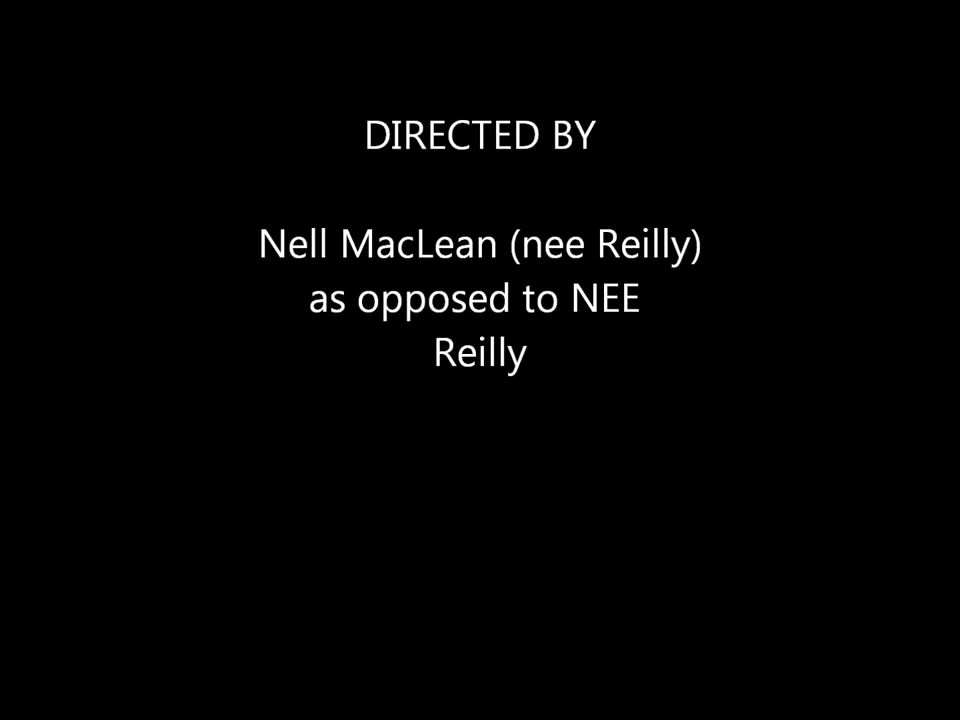 DIRECTED BY
Nell MacLean (nee Reilly)
as opposed to NEE
Reilly